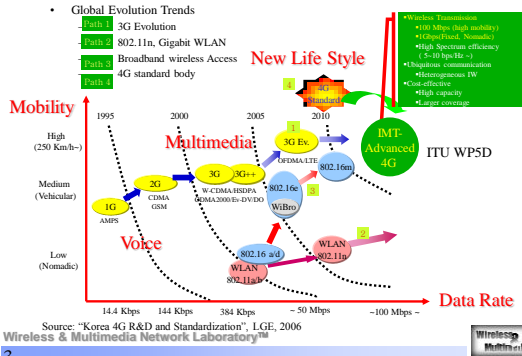 • Global Evolution Trends
Path 1 3G Evolution
Path 2 802.11n, Gigabit WLAN
Path 3 Broadband wireless Access
Path 4 4G standard body
•Wireless Transmission
•100 Mbps (high mobility)
•1Gbps(Fixed, Nomadic)
•High Spectrum efficiency
( 5~10 bps/Hz ~)
•Ubiquitous communication
•Heterogeneous IW
•Cost-effective
•High capacity
•Larger coverage
New Life Style
4
4G
Standard
Mobility
1995 2000 2005 2010
High
(250 Km/h~)
Multimedia
1
3G Ev.
OFDMA/LTE
IMT-
Advanced
4G
ITU WP5D
Medium
(Vehicular)
1G
AMPS
2G
CDMA
GSM
3G 3G++
W-CDMA/HSDPA
CDMA2000/Ev-DV/DO
802.16e
WiBro
3
802.16m
Voice
Low
(Nomadic)
802.16 a/d
WLAN
802.11a/b
WLAN
802.11n
2
Data Rate
14.4 Kbps 144 Kbps 384 Kbps ~ 50 Mbps ~100 Mbps ~
Source: “Korea 4G R&D and Standardization”, LGE, 2006
Wireless & Multimedia Network Laboratory™
Wireless
Multimedia
3